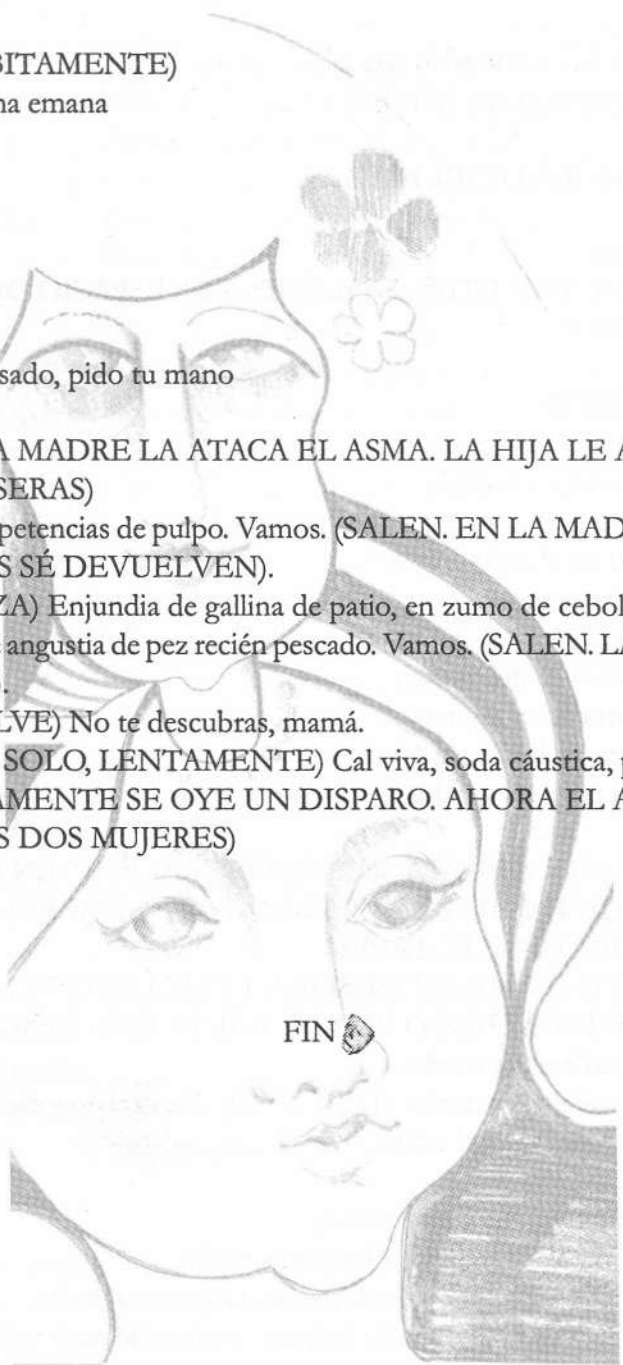 BITAMENTE)
na emana
sado, pido tu mano
A MADRE LA ATACA EL ASMA. LA HIJA LE A
SERAS)
petencias de pulpo. Vamos. (SALEN. EN LA MAD
S SÉ DEVUELVEN).
ZA) Enjundia de gallina de patio, en zumo de cebol
e angustia de pez recién pescado. Vamos. (SALEN. LA
).
LVE) No te descubras, mamá.
SOLO, LENTAMENTE) Cal viva, soda cáustica, p
AMENTE SE OYE UN DISPARO. AHORA EL A
S DOS MUJERES)
FIN